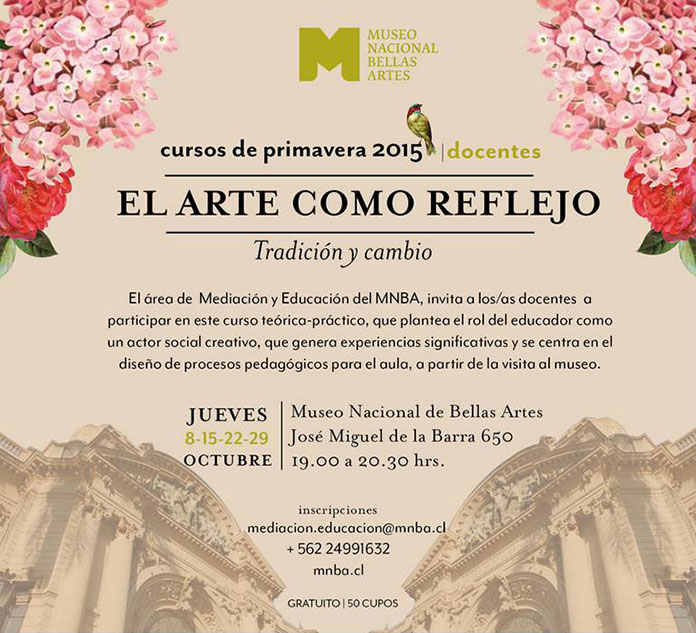 MUSEO
NACIONAL
BELLAS
ARTES
cursos de primavera 2015 | docentes
EL ARTE COMO REFLEJO
Tradición y cambio
El área de Mediación y Educación del MNBA, invita a los/as docentes a
participar en este curso teórica-práctico, que plantea el rol del educador como
un actor social creativo, que genera experiencias significativas y se centra en el
diseño de procesos pedagógicos para el aula, a partir de la visita al museo.
JUEVES
8-15-22-29
OCTUBRE
Museo Nacional de Bellas Artes
José Miguel de la Barra 650
19.00 a 20.30 hrs.
inscripciones
mediacion.educacion@mnba.cl
+ 562 24991632
mnba.cl
GRATUITO | 50 CUPOS